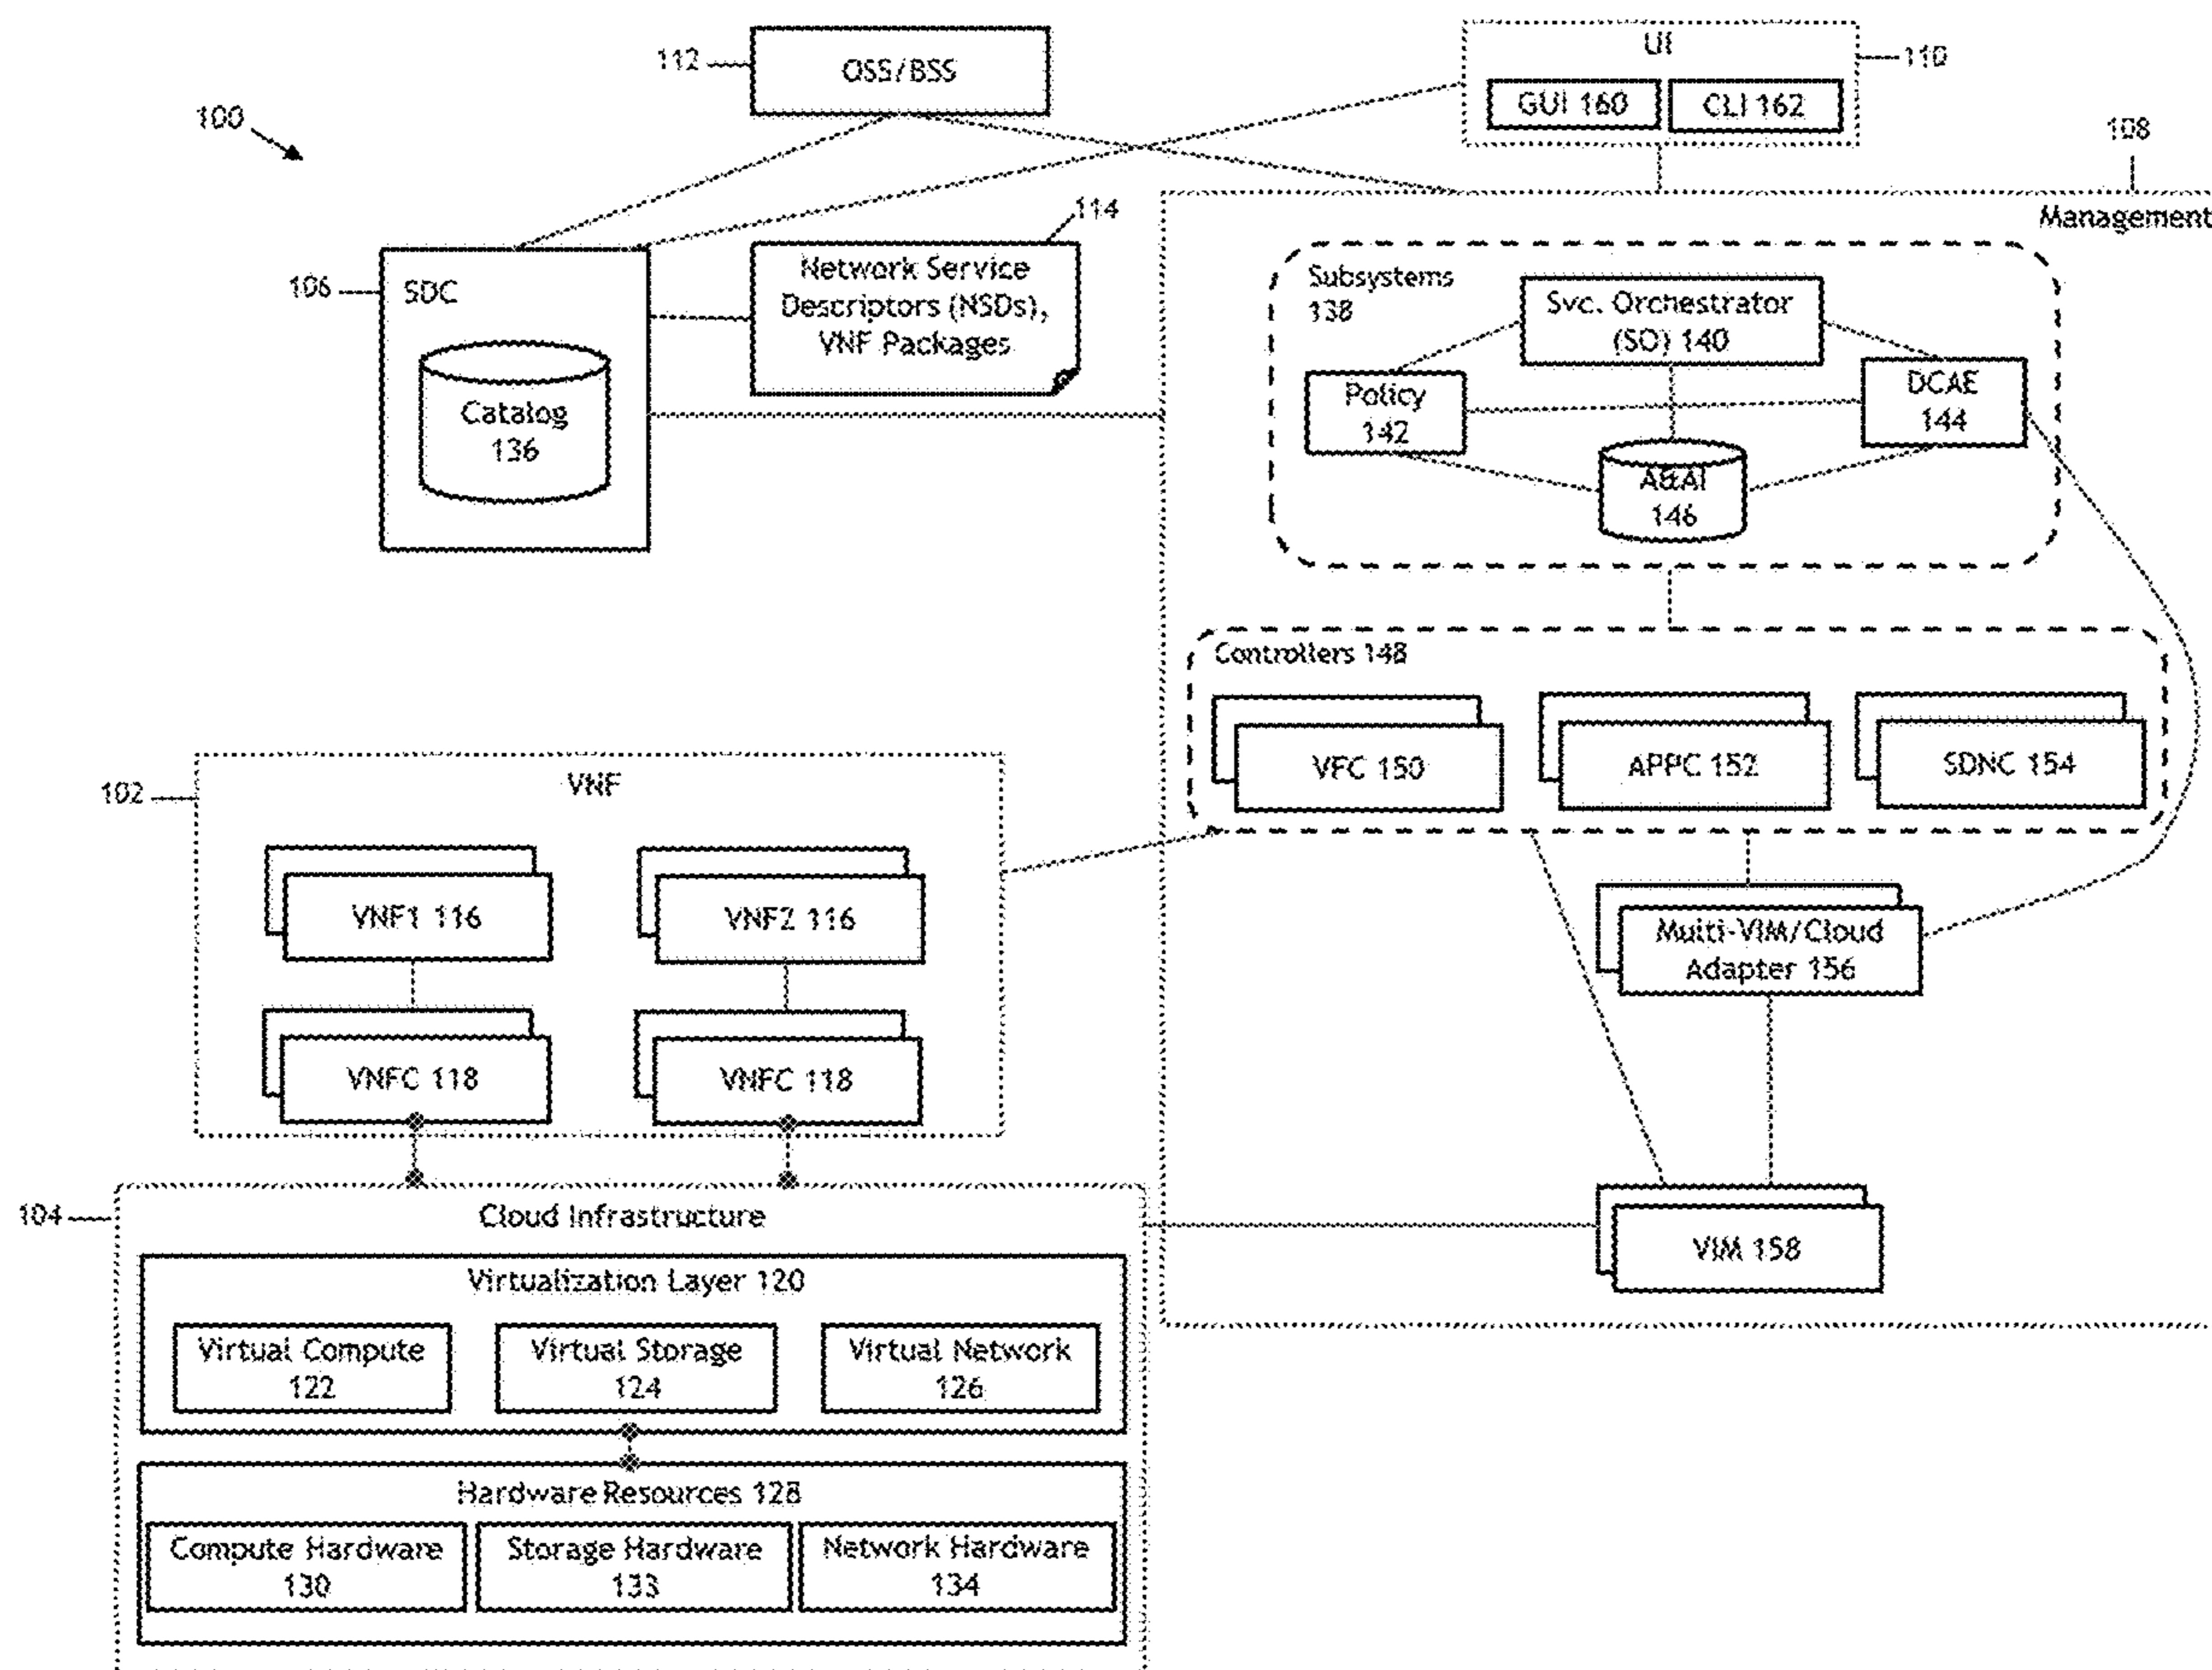 112
OSS/BSS
UI
110
GUI 160
CLI 162
100
108
Management
114
106
SDC
Network Service
Descriptors (NSDs),
VNF Packages
Catalog
136
Subsystems
138
Svc. Orchestrator
(SO) 140
Policy
142
DCAE
144
A&AI
146
Controllers 148
VFC 150
APPC 152
SDNC 154
102
VNF
VNF1 116
VNF2 116
Multi-VIM/Cloud
Adapter 156
VNFC 118
VNFC 118
104
Cloud Infrastructure
VIM 158
Virtualization Layer 120
Virtual Compute
122
Virtual Storage
124
Virtual Network
126
Hardware Resources 128
Compute Hardware
130
Storage Hardware
133
Network Hardware
134